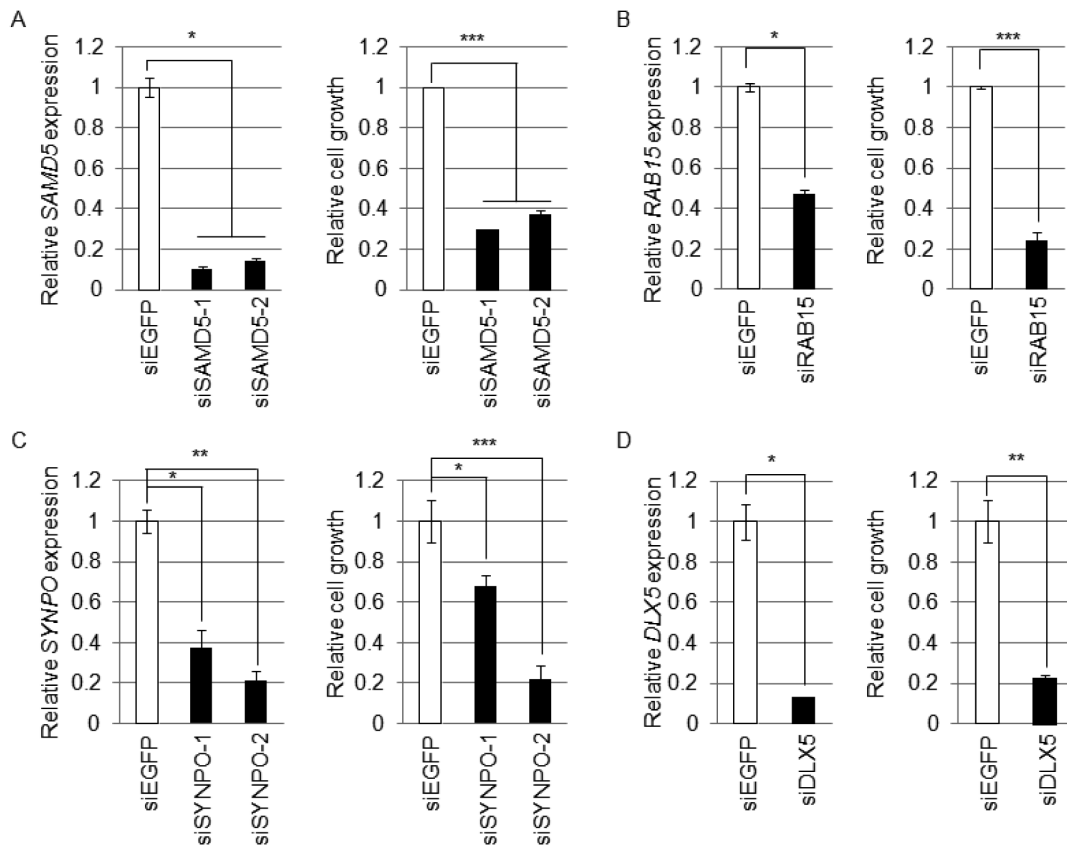 A
Relative SAMD5 expression
1.2
1
0.8
0.6
0.4
0.2
0
*
siEGFP
siSAMD5-1
siSAMD5-2
Relative cell growth
1.2
1
0.8
0.6
0.4
0.2
0
***
siEGFP
siSAMD5-1
siSAMD5-2
B
Relative RAB15 expression
1.2
1
0.8
0.6
0.4
0.2
0
*
siEGFP
siRAB15
Relative cell growth
1.2
1
0.8
0.6
0.4
0.2
0
***
siEGFP
siRAB15
C
Relative SYNPO expression
1.2
1
0.8
0.6
0.4
0.2
0
**
*
siEGFP
siSYNPO-1
siSYNPO-2
Relative cell growth
1.2
1
0.8
0.6
0.4
0.2
0
***
*
siEGFP
siSYNPO-1
siSYNPO-2
D
Relative DLX5 expression
1.2
1
0.8
0.6
0.4
0.2
0
*
siEGFP
siDLX5
Relative cell growth
1.2
1
0.8
0.6
0.4
0.2
0
**
siEGFP
siDLX5